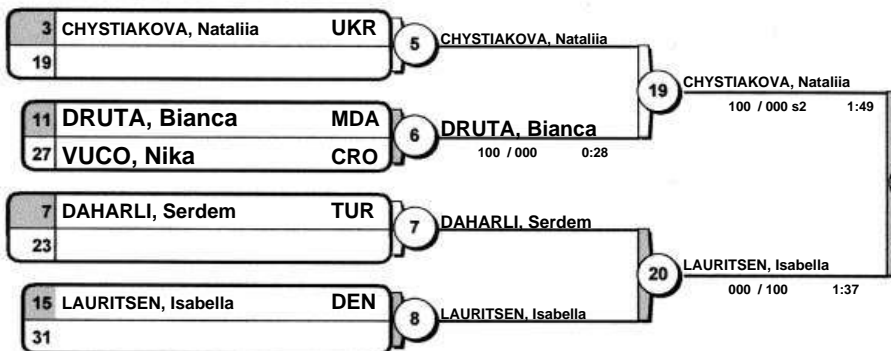 3 CHYSTIAKOVA, Nataliia UKR
19
5
CHYSTIAKOVA, Nataliia
11 DRUTA, Bianca MDA
27 VUCO, Nika CRO
6
DRUTA, Bianca
100 / 000 0:28
19
CHYSTIAKOVA, Nataliia
100 / 000 s2 1:49
7 DAHARLI, Serdem TUR
23
7
DAHARLI, Serdem
15 LAURITSEN, Isabella DEN
31
8
LAURITSEN, Isabella
20
LAURITSEN, Isabella
000 / 100 1:37